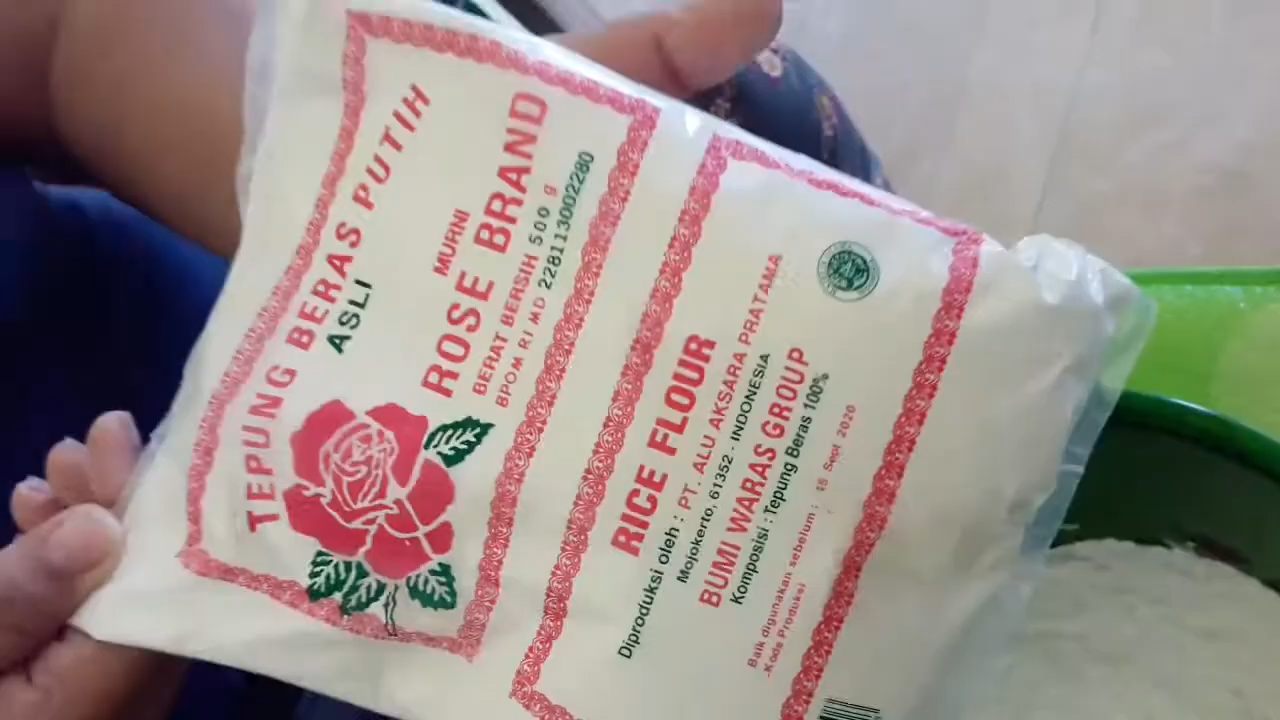 TEPUNG BERAS PUTIH
ASLI
MURNI
ROSE BRAND
BERAT BERSIH 500 g
BPOM RI MD 228113002280
RICE FLOUR
Diproduksi oleh : PT. ALU AKSARA PRATAMA
Mojokerto, 61352 - INDONESIA
BUMI WARAS GROUP
Komposisi : Tepung Beras 100%
Baik digunakan sebelum : 15 Sept 2020
Kode Produksi